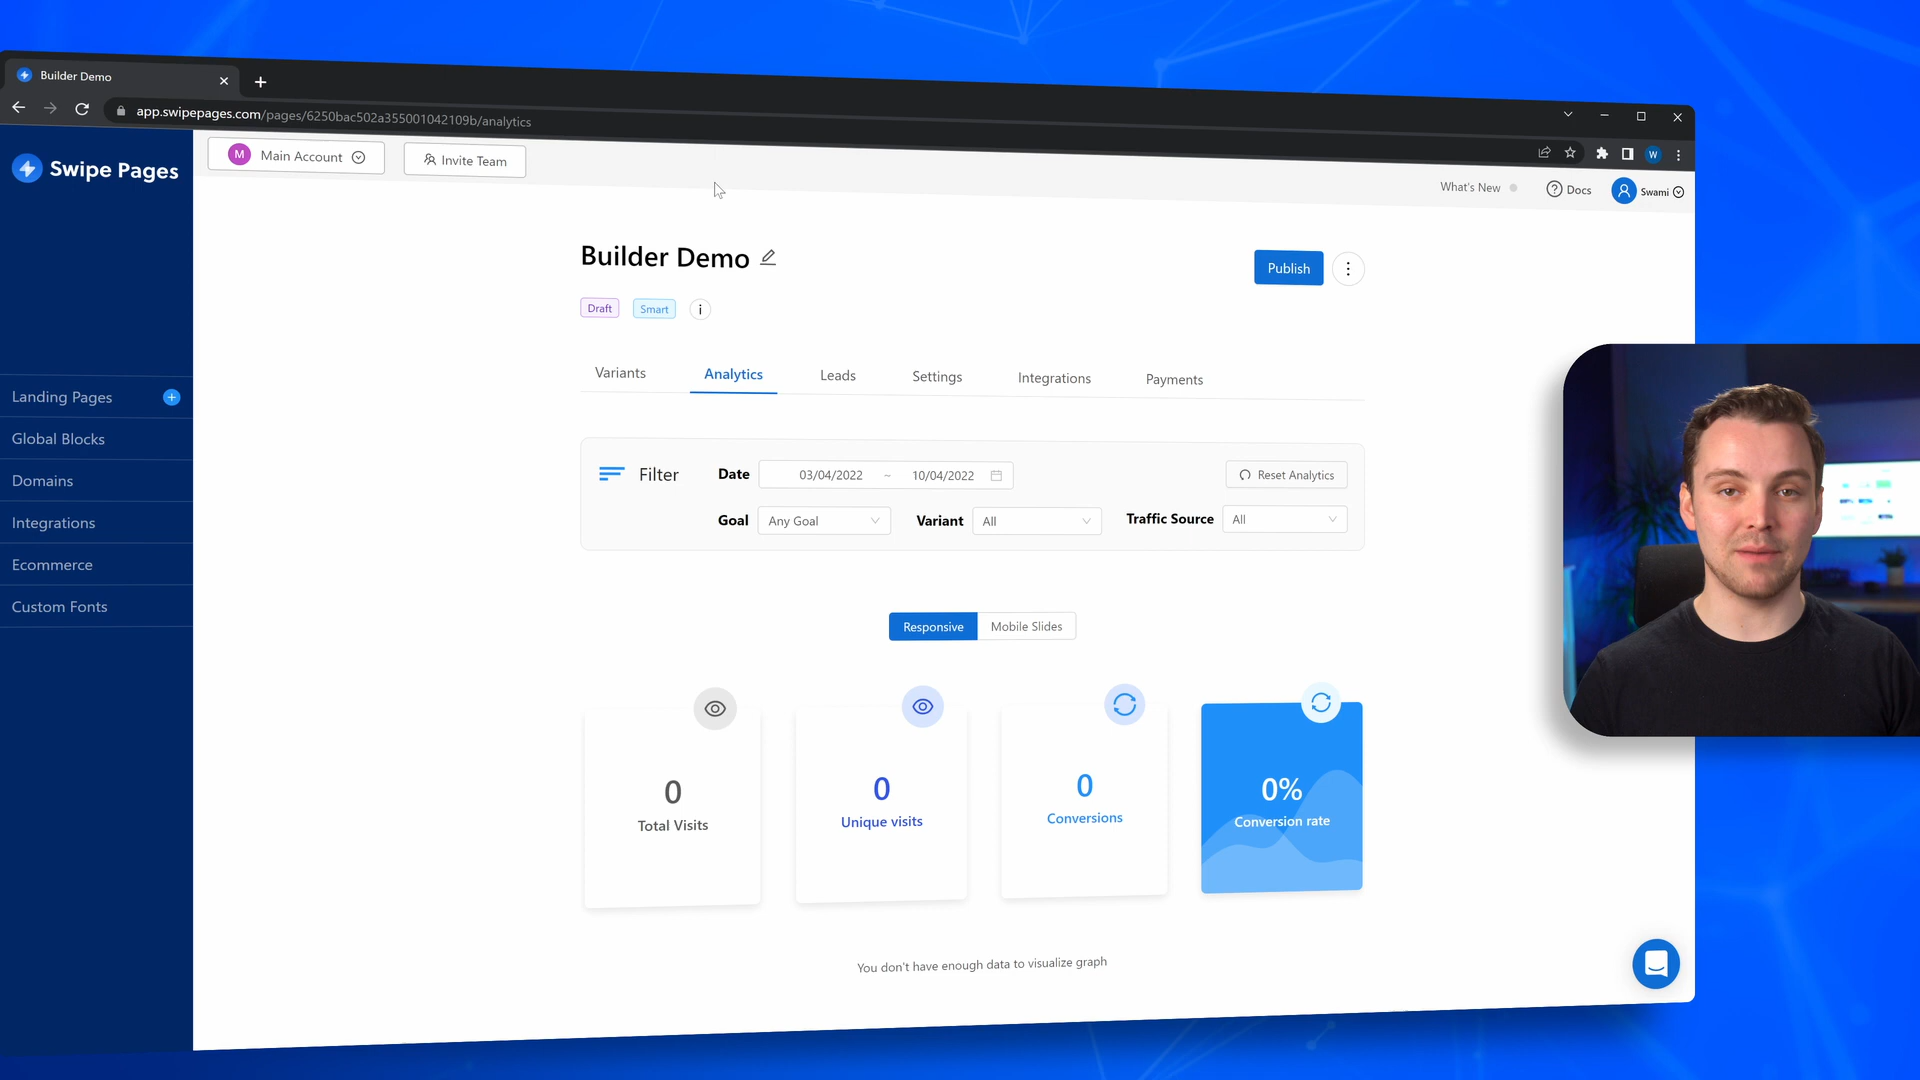 Builder Demo
app.swipepages.com/pages/6250bac502a355001042109b/analytics
Swipe Pages
M Main Account
Invite Team
What's New
Docs
Swami
W
Builder Demo
Publish
Draft Smart i
Variants Analytics Leads Settings Integrations Payments
Landing Pages
Global Blocks
Domains
Integrations
Ecommerce
Custom Fonts
Filter Date 03/04/2022 ~ 10/04/2022 Reset Analytics
Goal Any Goal Variant All Traffic Source All
Responsive Mobile Slides
0
Total Visits
0
Unique visits
0
Conversions
0%
Conversion rate
You don't have enough data to visualize graph